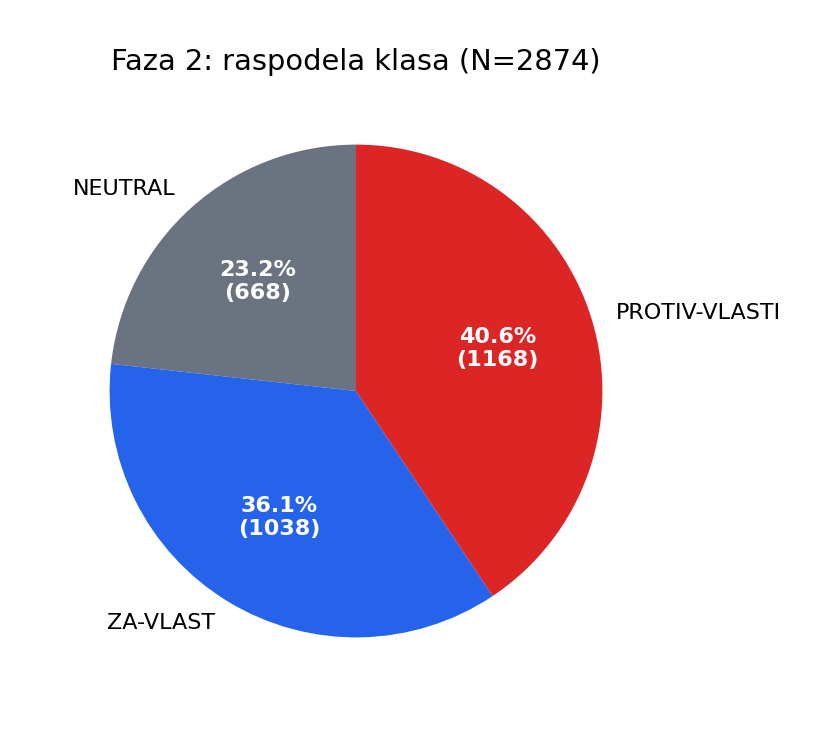 Faza 2: raspodela klasa (N=2874)
NEUTRAL
23.2%
(668)
PROTIV-VLASTI
40.6%
(1168)
36.1%
(1038)
ZA-VLAST